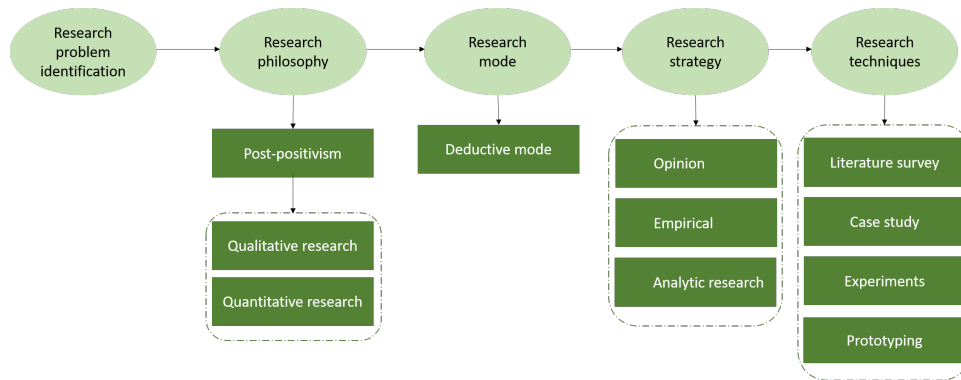 Research
problem
identification
Research
philosophy
Research
mode
Research
strategy
Research
techniques
Post-positivism
Qualitative research
Quantitative research
Deductive mode
Opinion
Empirical
Analytic research
Literature survey
Case study
Experiments
Prototyping